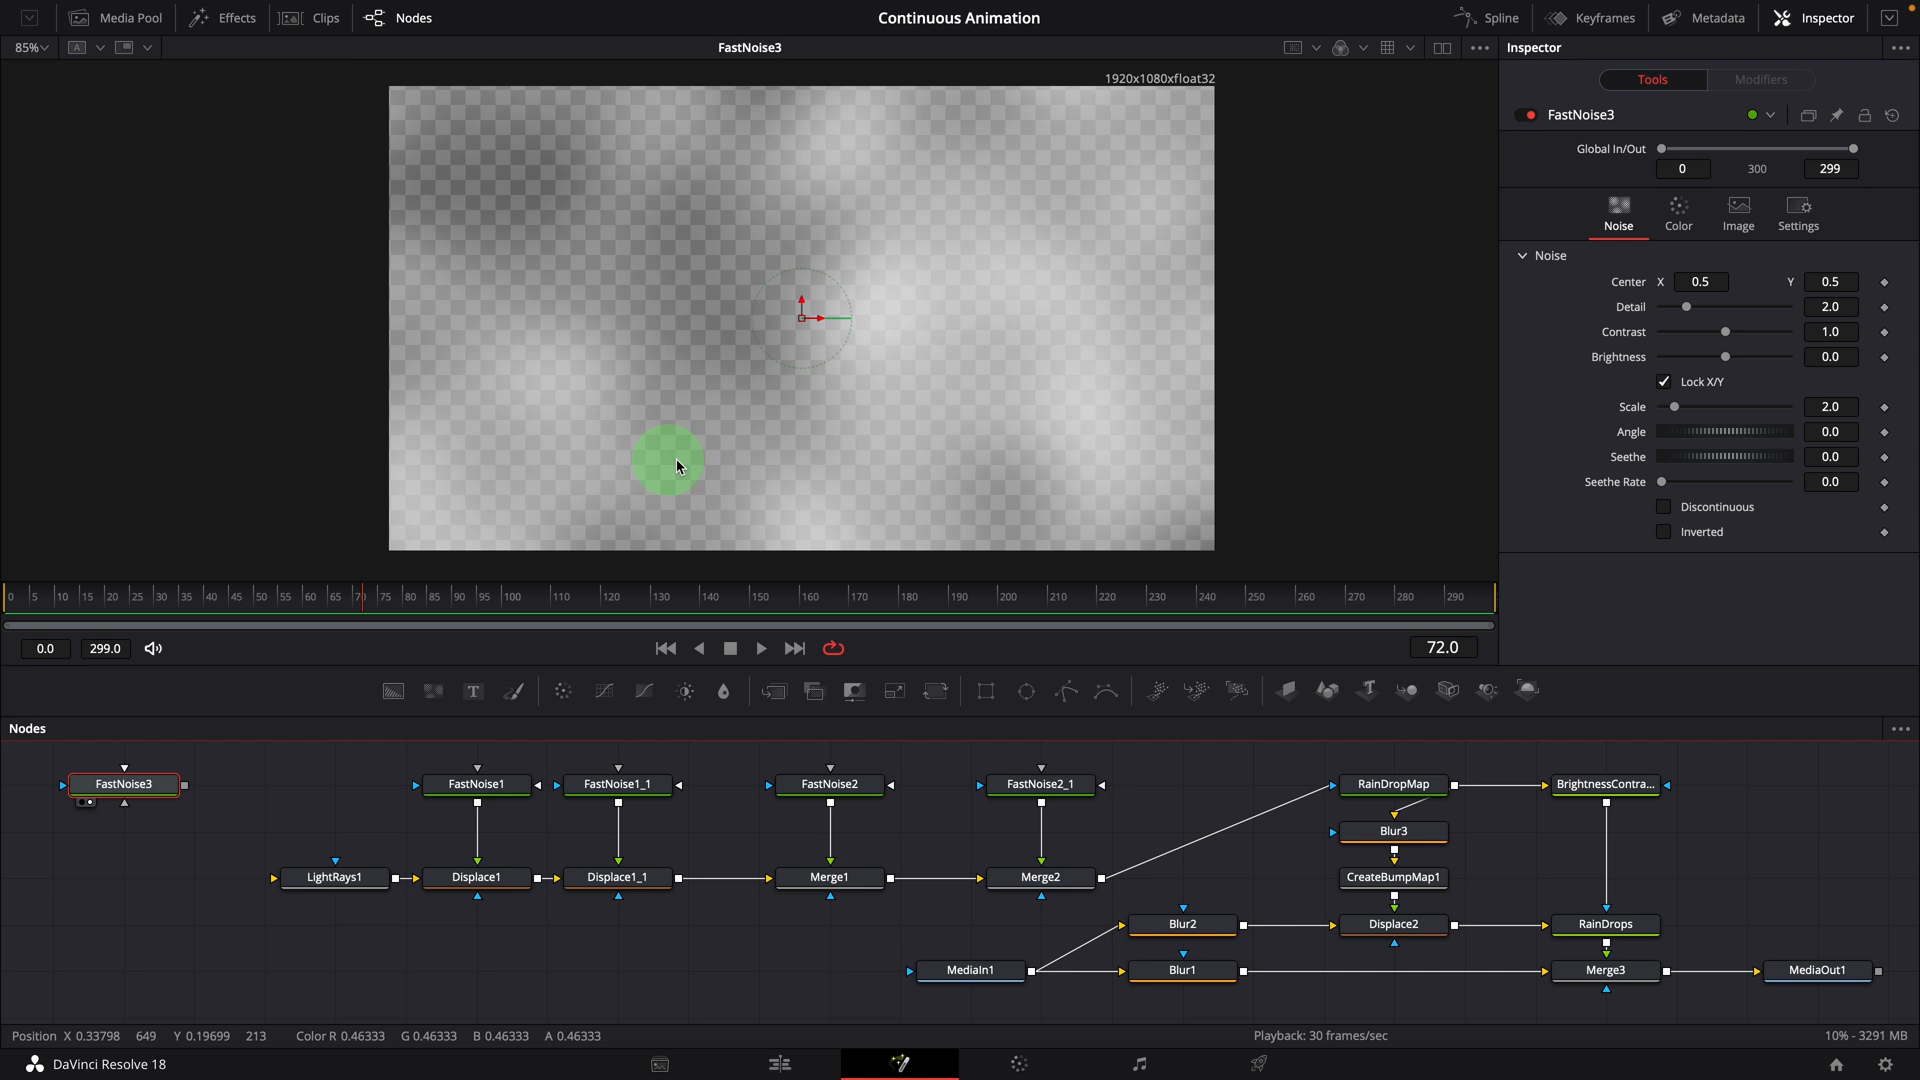 Media Pool Effects Clips Nodes Continuous Animation Spline Keyframes Metadata Inspector
85% A FastNoise3 Inspector
1920x1080xfloat32
Tools Modifiers
FastNoise3
Global In/Out
0 300 299
Noise Color Image Settings
Noise
Center X 0.5 Y 0.5
Detail 2.0
Contrast 1.0
Brightness 0.0
Lock X/Y
Scale 2.0
Angle 0.0
Seethe 0.0
Seethe Rate 0.0
Discontinuous
Inverted
0 5 10 15 20 25 30 35 40 45 50 55 60 65 70 75 80 85 90 95 100 110 120 130 140 150 160 170 180 190 200 210 220 230 240 250 260 270 280 290
0.0 299.0 72.0
T T
Nodes
FastNoise3 FastNoise1 FastNoise1_1 FastNoise2 FastNoise2_1 RainDropMap BrightnessContra...
Blur3
LightRays1 Displace1 Displace1_1 Merge1 Merge2 CreateBumpMap1
Blur2 Displace2 RainDrops
MediaIn1 Blur1 Merge3 MediaOut1
Position X 0.33798 649 Y 0.19699 213 Color R 0.46333 G 0.46333 B 0.46333 A 0.46333 Playback: 30 frames/sec 10% - 3291 MB
DaVinci Resolve 18